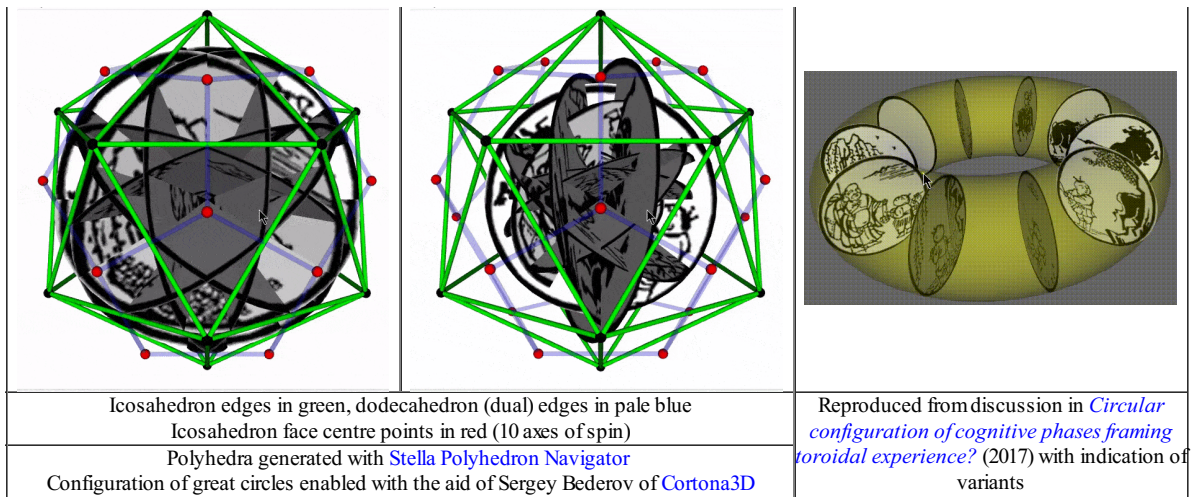 Icosahedron edges in green, dodecahedron (dual) edges in pale blue
Icosahedron face centre points in red (10 axes of spin)
Polyhedra generated with Stella Polyhedron Navigator
Configuration of great circles enabled with the aid of Sergey Bederov of Cortona3D
Reproduced from discussion in Circular
configuration of cognitive phases framing
toroidal experience? (2017) with indication of
variants